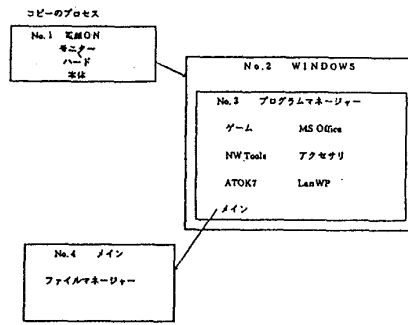 コピーのプロセス
No.1 電源ON
モニター
ハード
本体
No.2 WINDOWS
No.3 プログラムマネージャー
ゲーム MS Office
NW Tools アクセサリ
ATOK7 LanWP
メイン
No.4 メイン
ファイルマネージャー